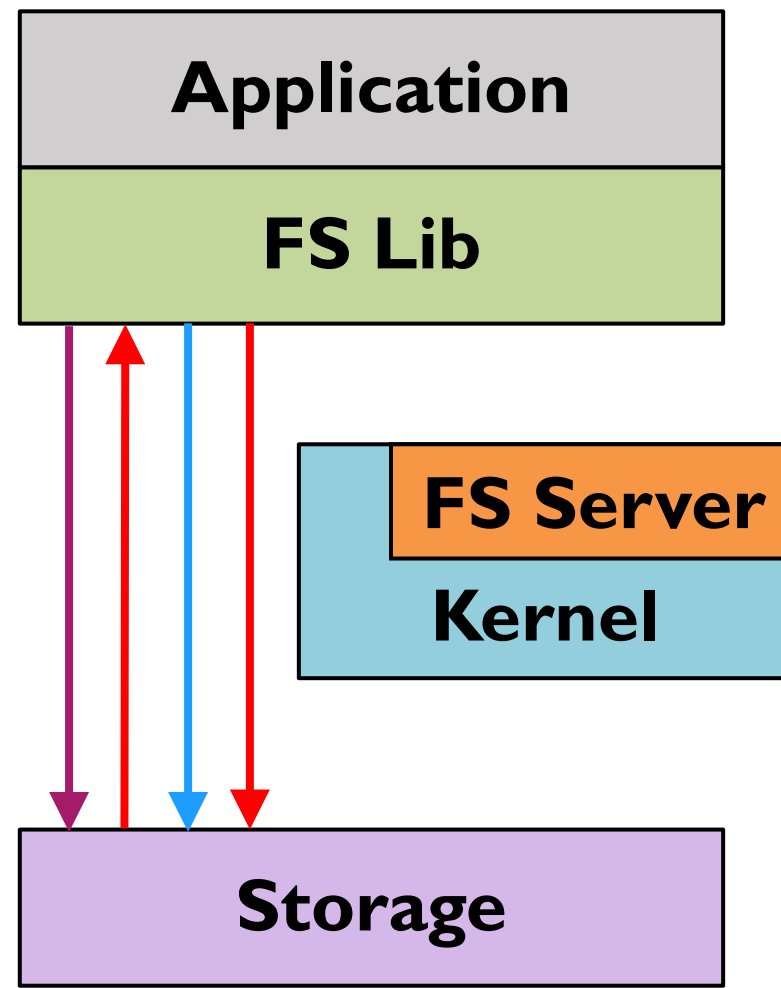 Application
FS Lib
FS Server
Kernel
Storage